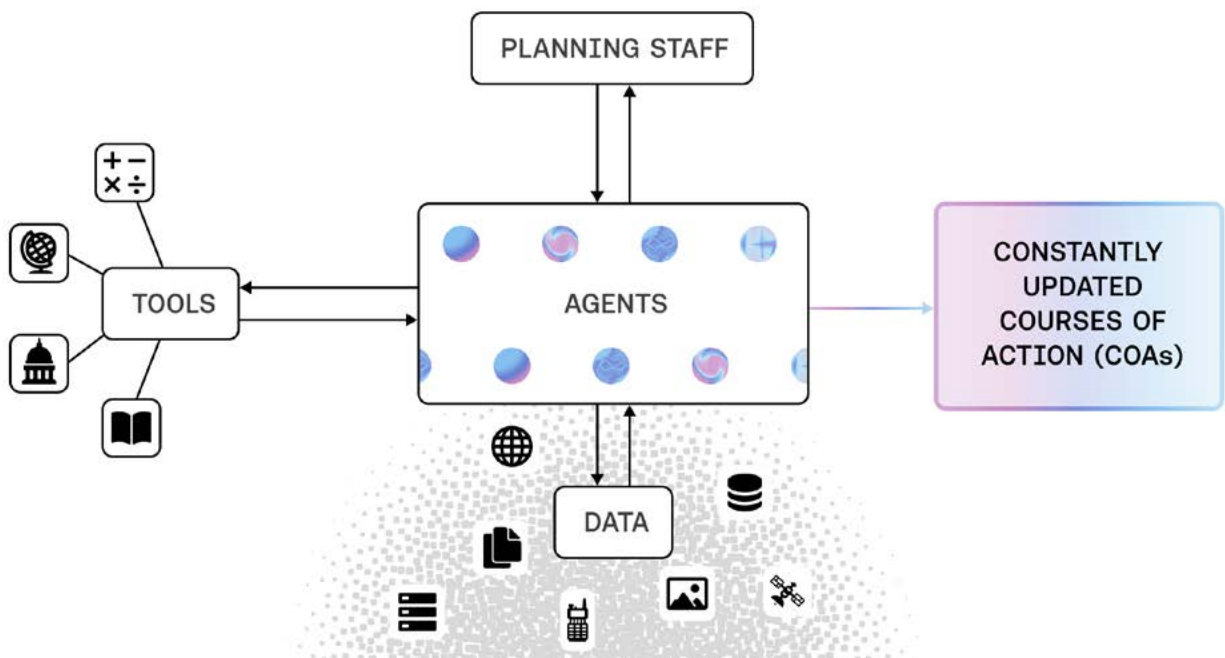 PLANNING STAFF
TOOLS
AGENTS
CONSTANTLY
UPDATED
COURSES OF
ACTION (COAs)
DATA